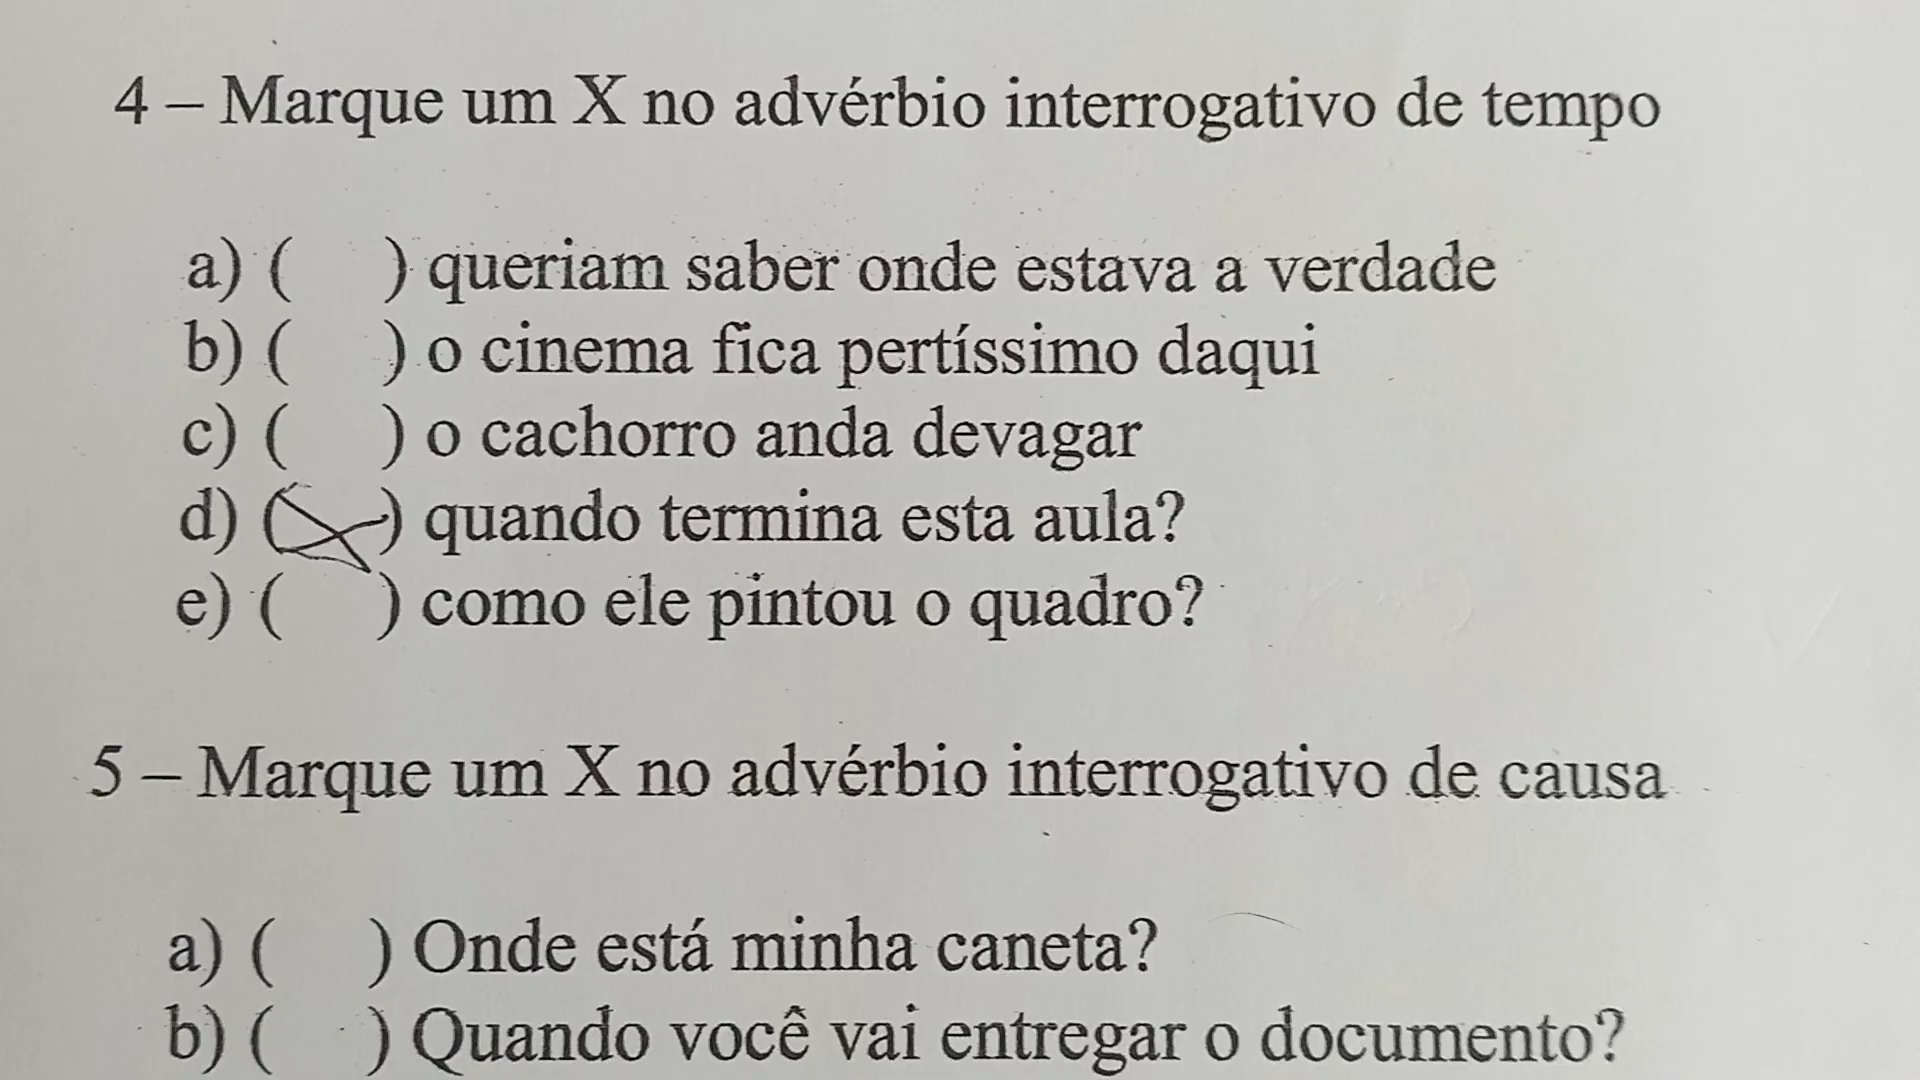 4 – Marque um X no advérbio interrogativo de tempo
a) ( ) queriam saber onde estava a verdade
b) ( ) o cinema fica pertíssimo daqui
c) ( ) o cachorro anda devagar
d) (X) quando termina esta aula?
e) ( ) como ele pintou o quadro?
5 – Marque um X no advérbio interrogativo de causa
a) ( ) Onde está minha caneta?
b) ( ) Quando você vai entregar o documento?